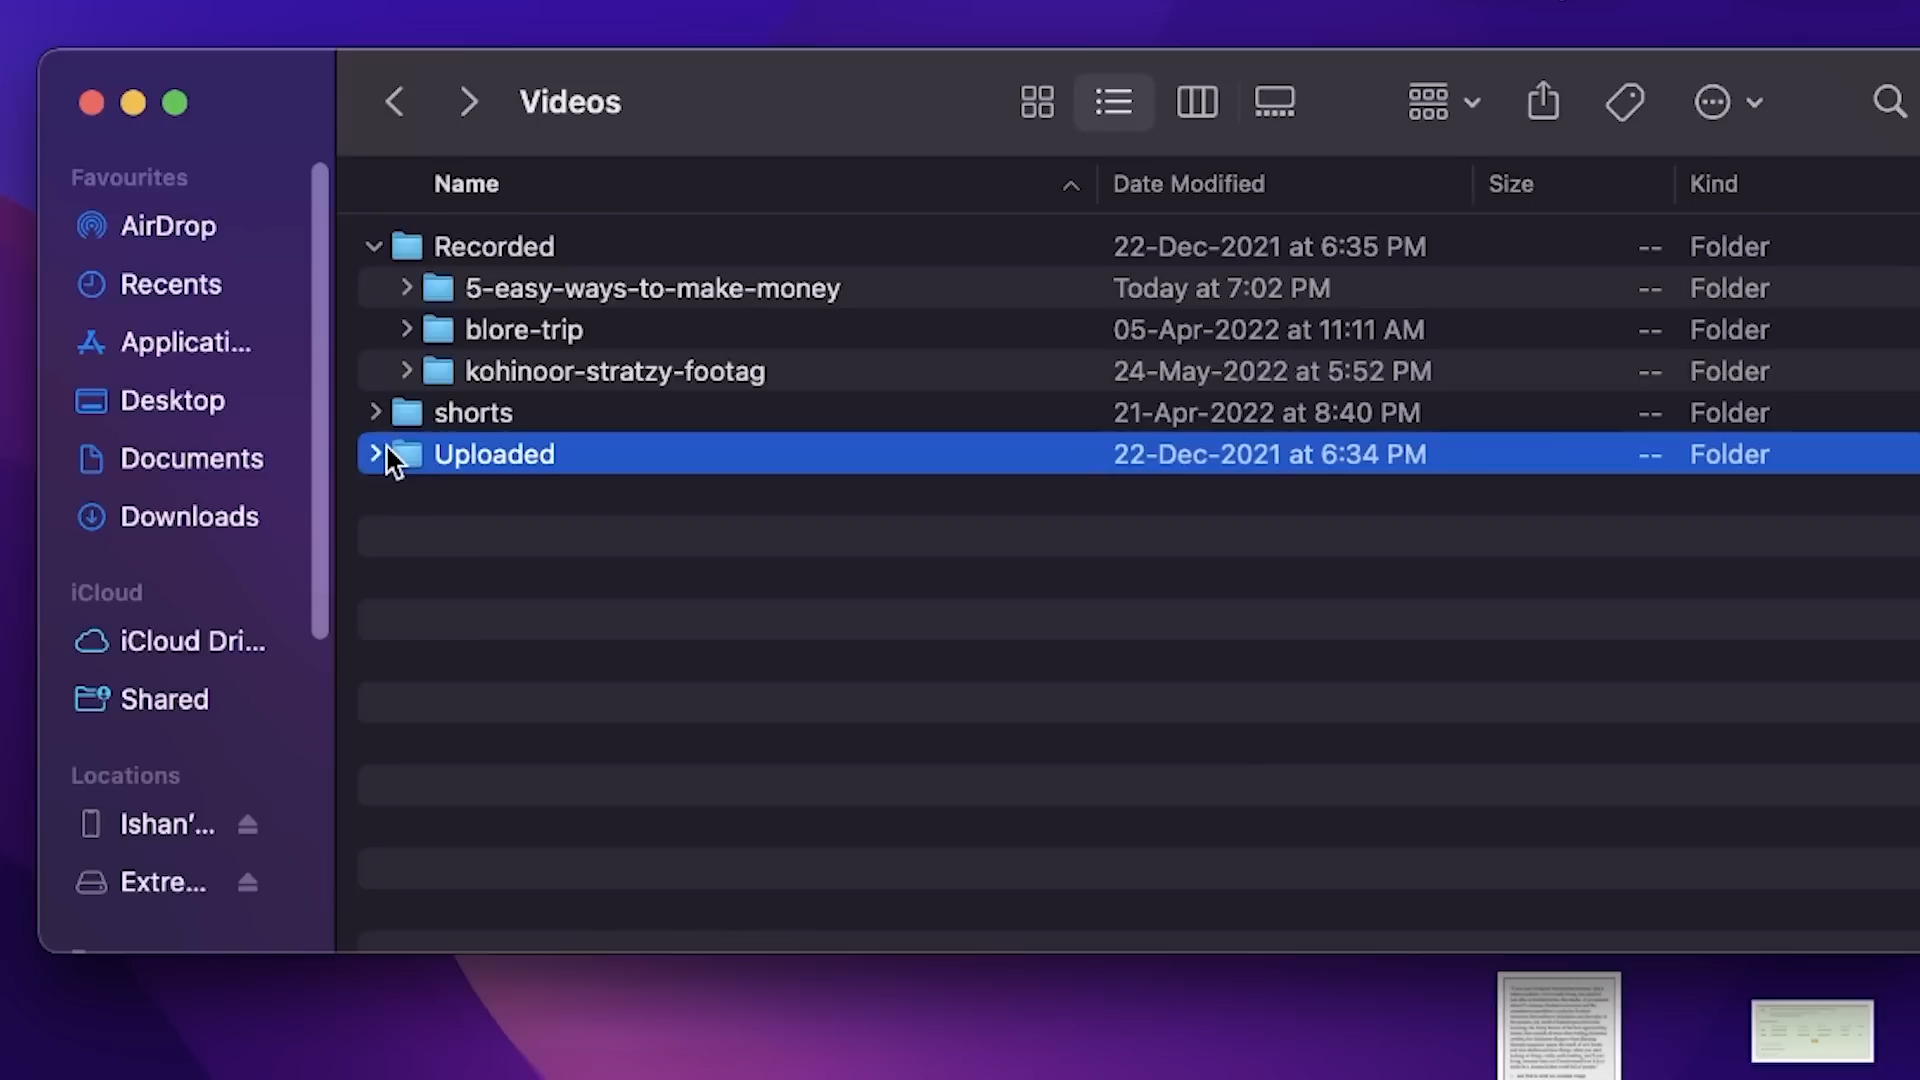 Videos
Favourites
AirDrop
Recents
Applicati...
Desktop
Documents
Downloads
iCloud
iCloud Dri...
Shared
Locations
Ishan’...
Extre...
Name Date Modified Size Kind
Recorded 22-Dec-2021 at 6:35 PM -- Folder
5-easy-ways-to-make-money Today at 7:02 PM -- Folder
blore-trip 05-Apr-2022 at 11:11 AM -- Folder
kohinoor-stratzy-footag 24-May-2022 at 5:52 PM -- Folder
shorts 21-Apr-2022 at 8:40 PM -- Folder
Uploaded 22-Dec-2021 at 6:34 PM -- Folder